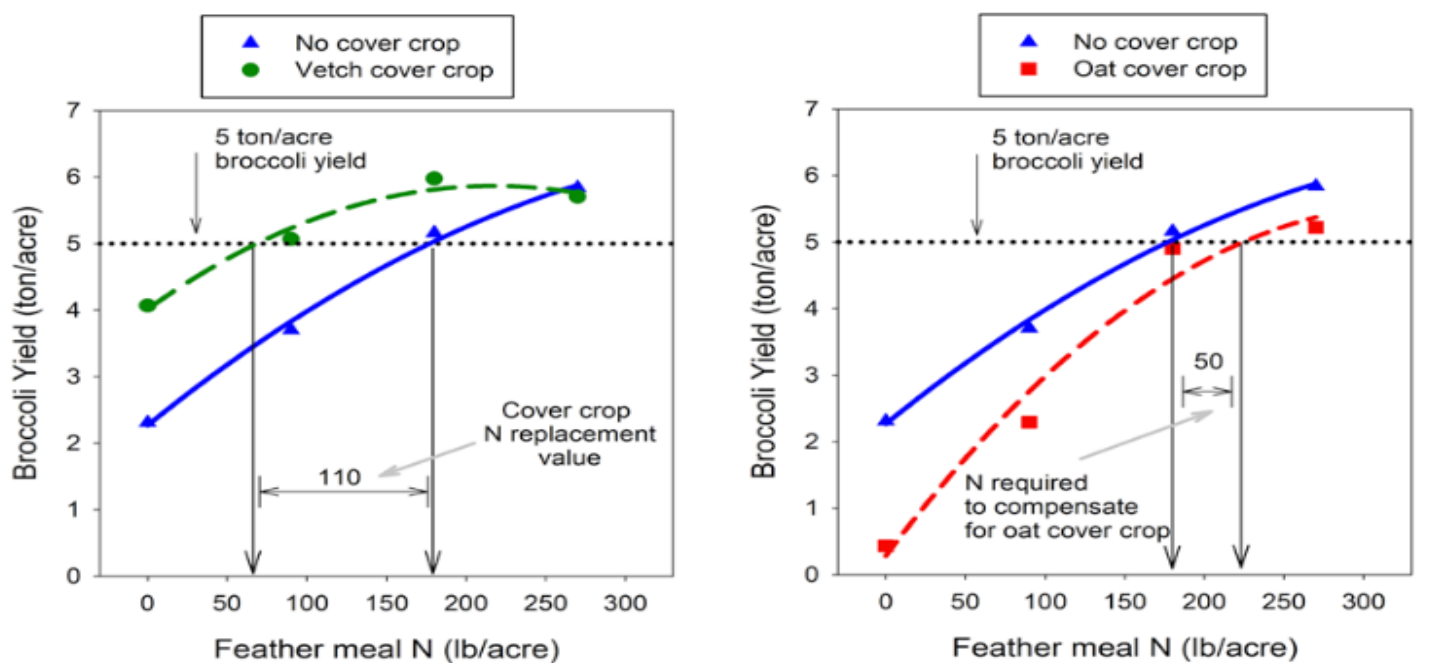 No cover crop
Vetch cover crop
7
6
5
4
3
2
1
0
Broccoli Yield (ton/acre)
5 ton/acre
broccoli yield
Cover crop
N replacement
value
110
0 50 100 150 200 250 300
Feather meal N (lb/acre)
No cover crop
Oat cover crop
7
6
5
4
3
2
1
0
Broccoli Yield (ton/acre)
5 ton/acre
broccoli yield
50
N required
to compensate
for oat cover crop
0 50 100 150 200 250 300
Feather meal N (lb/acre)